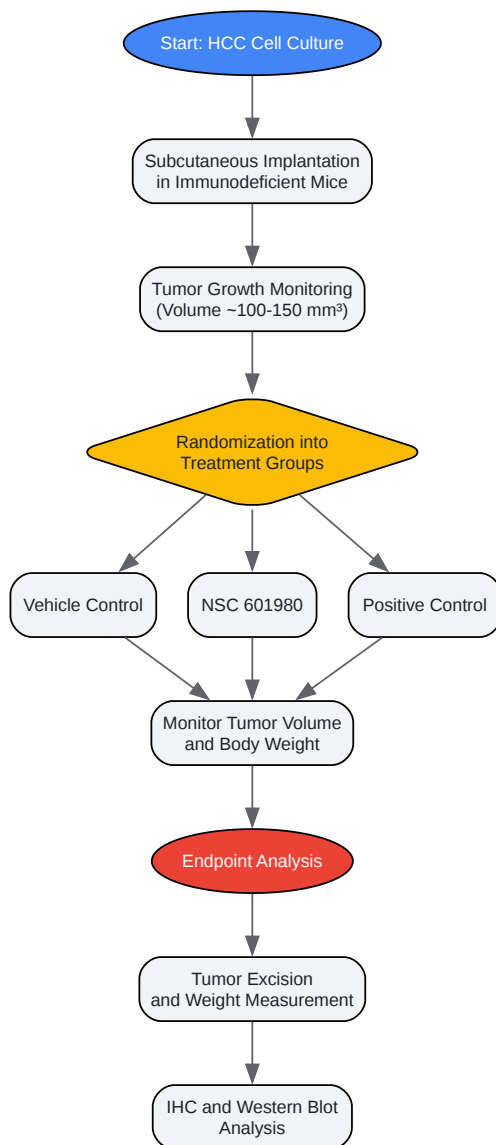 Start: HCC Cell Culture
Subcutaneous Implantation
in Immunodeficient Mice
Tumor Growth Monitoring
(Volume ~100-150 mm³)
Randomization into
Treatment Groups
Vehicle Control
NSC 601980
Positive Control
Monitor Tumor Volume
and Body Weight
Endpoint Analysis
Tumor Excision
and Weight Measurement
IHC and Western Blot
Analysis